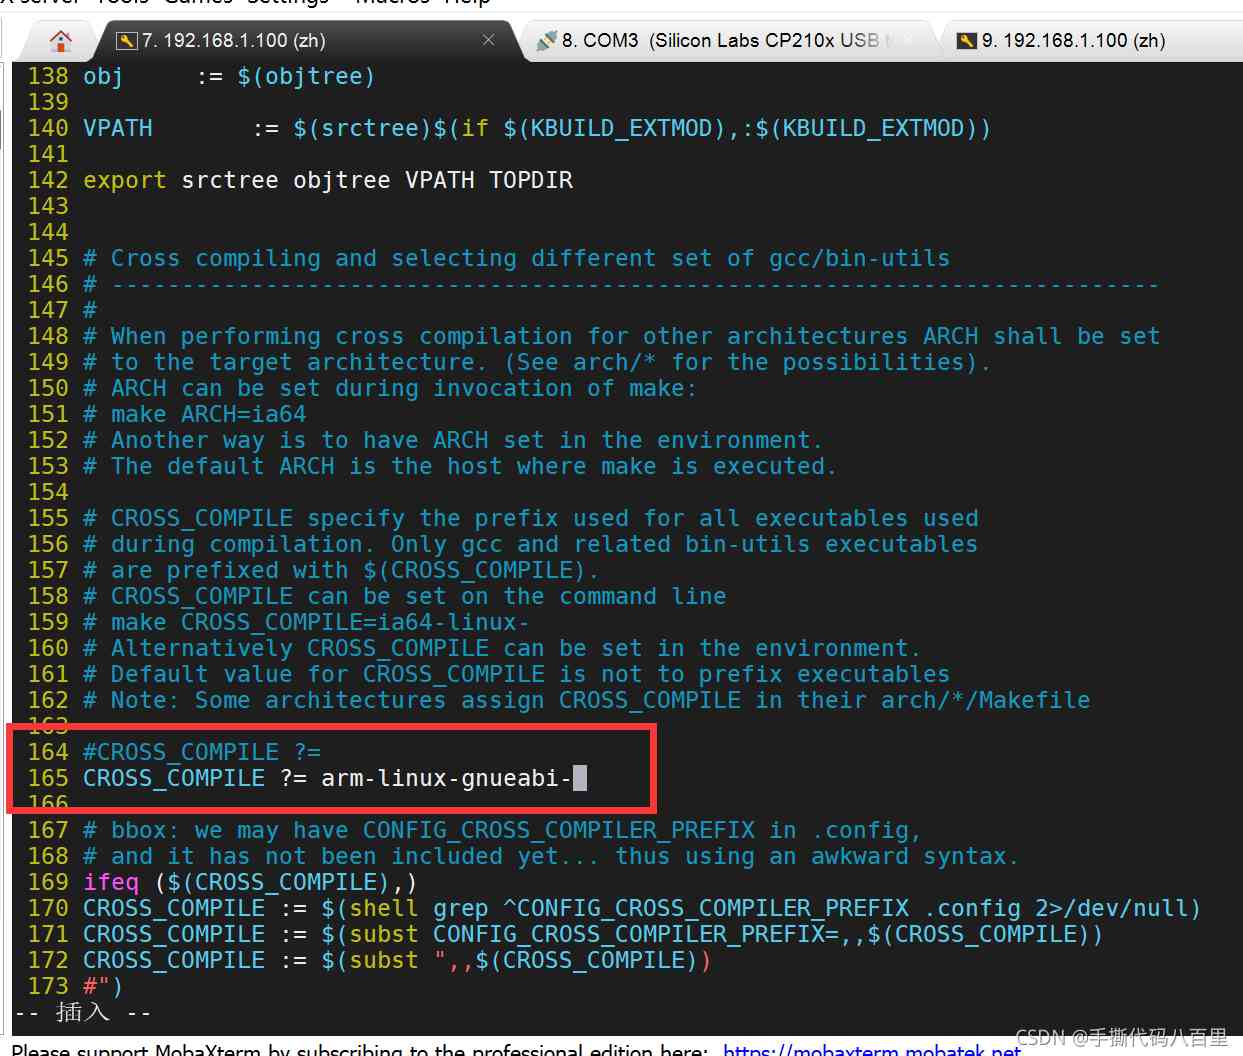 X server Tools Games Settings Macros Help
7. 192.168.1.100 (zh)
8. COM3 (Silicon Labs CP210x USB
9. 192.168.1.100 (zh)
138 obj := $(objtree)
139
140 VPATH := $(srctree)$(if $(KBUILD_EXTMOD),:$(KBUILD_EXTMOD))
141
142 export srctree objtree VPATH TOPDIR
143
144
145 # Cross compiling and selecting different set of gcc/bin-utils
146 # ---------------------------------------------------------------------------
147 #
148 # When performing cross compilation for other architectures ARCH shall be set
149 # to the target architecture. (See arch/* for the possibilities).
150 # ARCH can be set during invocation of make:
151 # make ARCH=ia64
152 # Another way is to have ARCH set in the environment.
153 # The default ARCH is the host where make is executed.
154
155 # CROSS_COMPILE specify the prefix used for all executables used
156 # during compilation. Only gcc and related bin-utils executables
157 # are prefixed with $(CROSS_COMPILE).
158 # CROSS_COMPILE can be set on the command line
159 # make CROSS_COMPILE=ia64-linux-
160 # Alternatively CROSS_COMPILE can be set in the environment.
161 # Default value for CROSS_COMPILE is not to prefix executables
162 # Note: Some architectures assign CROSS_COMPILE in their arch/*/Makefile
163
164 #CROSS_COMPILE ?=
165 CROSS_COMPILE ?= arm-linux-gnueabi-
166
167 # bbox: we may have CONFIG_CROSS_COMPILER_PREFIX in .config,
168 # and it has not been included yet... thus using an awkward syntax.
169 ifeq ($(CROSS_COMPILE),)
170 CROSS_COMPILE := $(shell grep ^CONFIG_CROSS_COMPILER_PREFIX .config 2>/dev/null)
171 CROSS_COMPILE := $(subst CONFIG_CROSS_COMPILER_PREFIX=,,$(CROSS_COMPILE))
172 CROSS_COMPILE := $(subst ",,$(CROSS_COMPILE))
173 #")
-- 插入 --
CSDN @手撕代码八百里
Please support MobaXterm by subscribing to the professional edition here: https://mobaxterm.mobatek.net